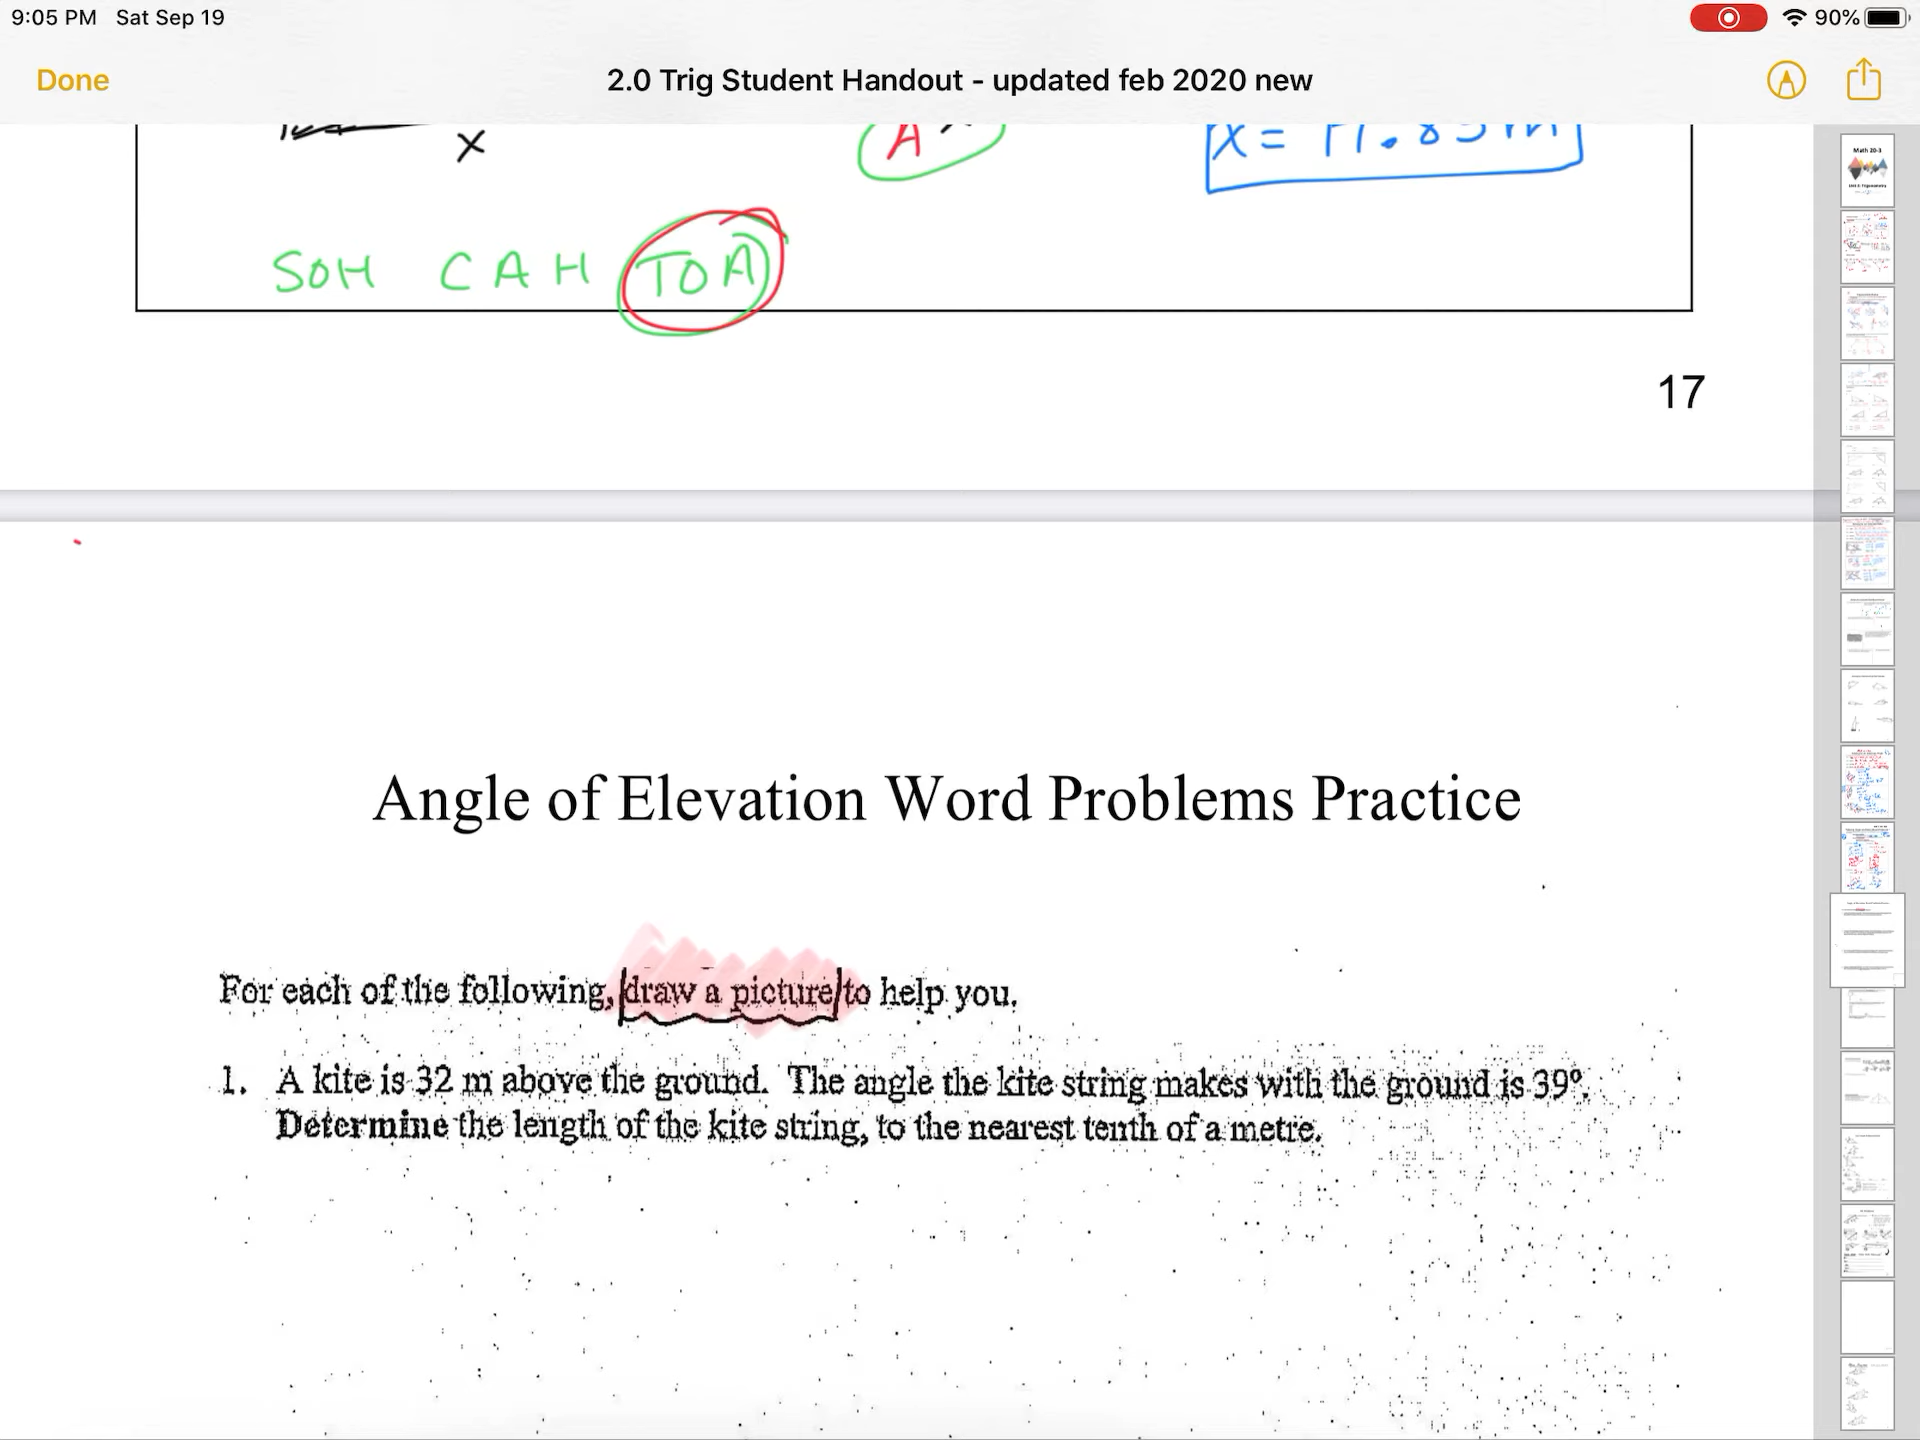 9:05 PM Sat Sep 19
90%
Done
2.0 Trig Student Handout - updated feb 2020 new
x
A
SOH CAH TOA
17
Math 20-3
Angle of Elevation Word Problems Practice
For each of the following, draw a picture to help you.
1. A kite is 32 m above the ground. The angle the kite string makes with the ground is 39°.
Determine the length of the kite string, to the nearest tenth of a metre.